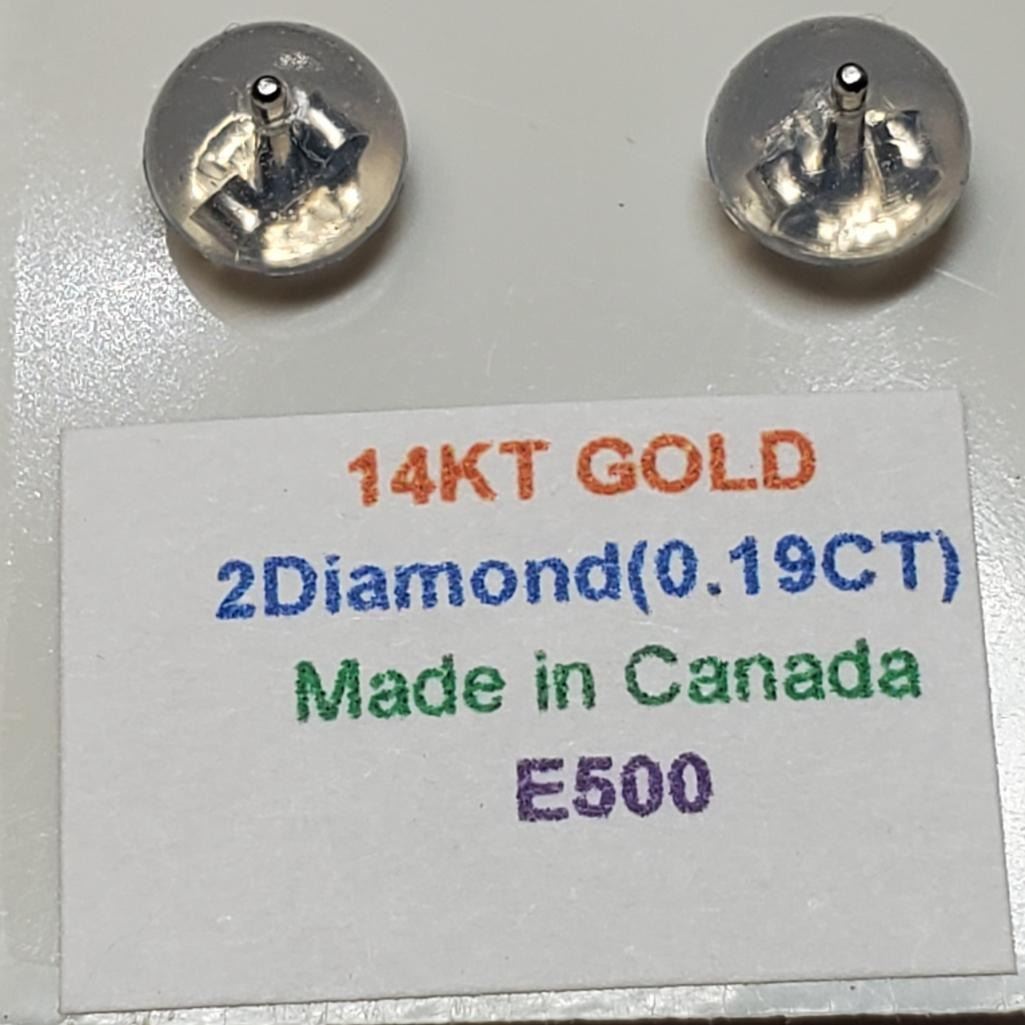 14KT GOLD
2Diamond(0.19CT)
Made in Canada
E500